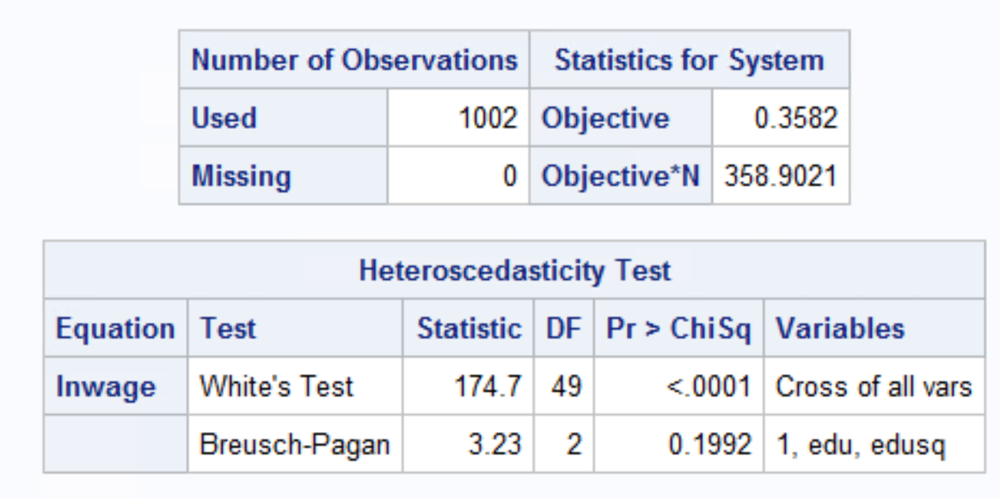 Number of Observations Statistics for System
Used 1002 Objective 0.3582
Missing 0 Objective*N 358.9021
Heteroscedasticity Test
Equation Test Statistic DF Pr > ChiSq Variables
lnwage White's Test 174.7 49 <.0001 Cross of all vars
Breusch-Pagan 3.23 2 0.1992 1, edu, edusq